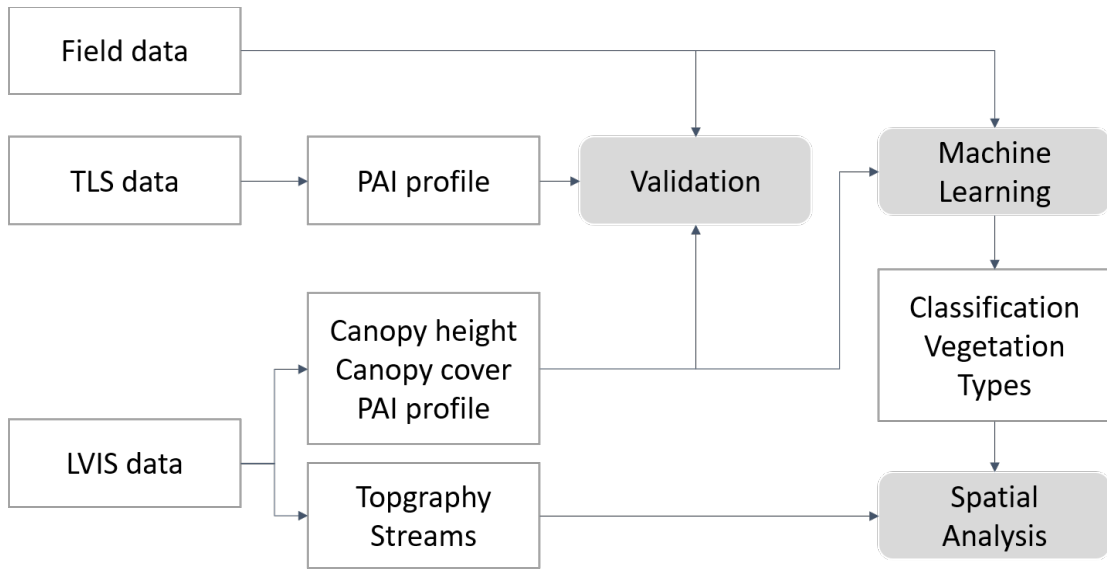 Field data
TLS data
PAI profile
Validation
Machine
Learning
Canopy height
Canopy cover
PAI profile
Classification
Vegetation
Types
LVIS data
Topgraphy
Streams
Spatial
Analysis